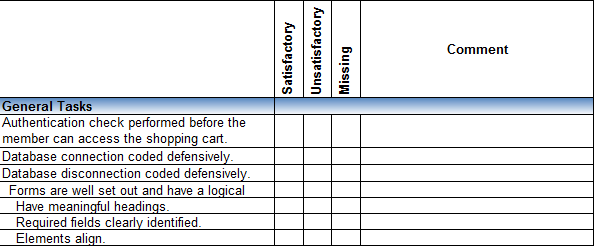 Satisfactory
Unsatisfactory
Missing
Comment
General Tasks
Authentication check performed before the
member can access the shopping cart.
Database connection coded defensively.
Database disconnection coded defensively.
Forms are well set out and have a logical
Have meaningful headings.
Required fields clearly identified.
Elements align.